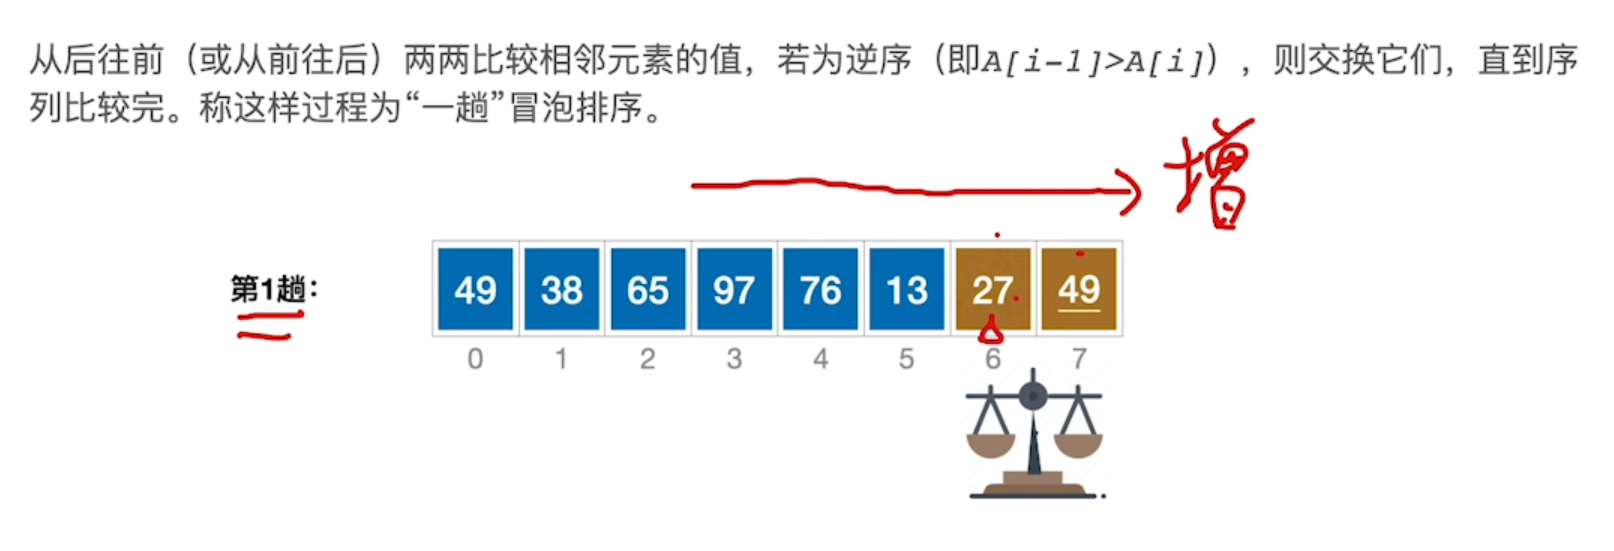 从后往前（或从前往后）两两比较相邻元素的值，若为逆序（即A[i-1]>A[i]），则交换它们，直到序
列比较完。称这样过程为“一趟”冒泡排序。
增
第1趟：
49 38 65 97 76 13 27 49
0 1 2 3 4 5 6 7